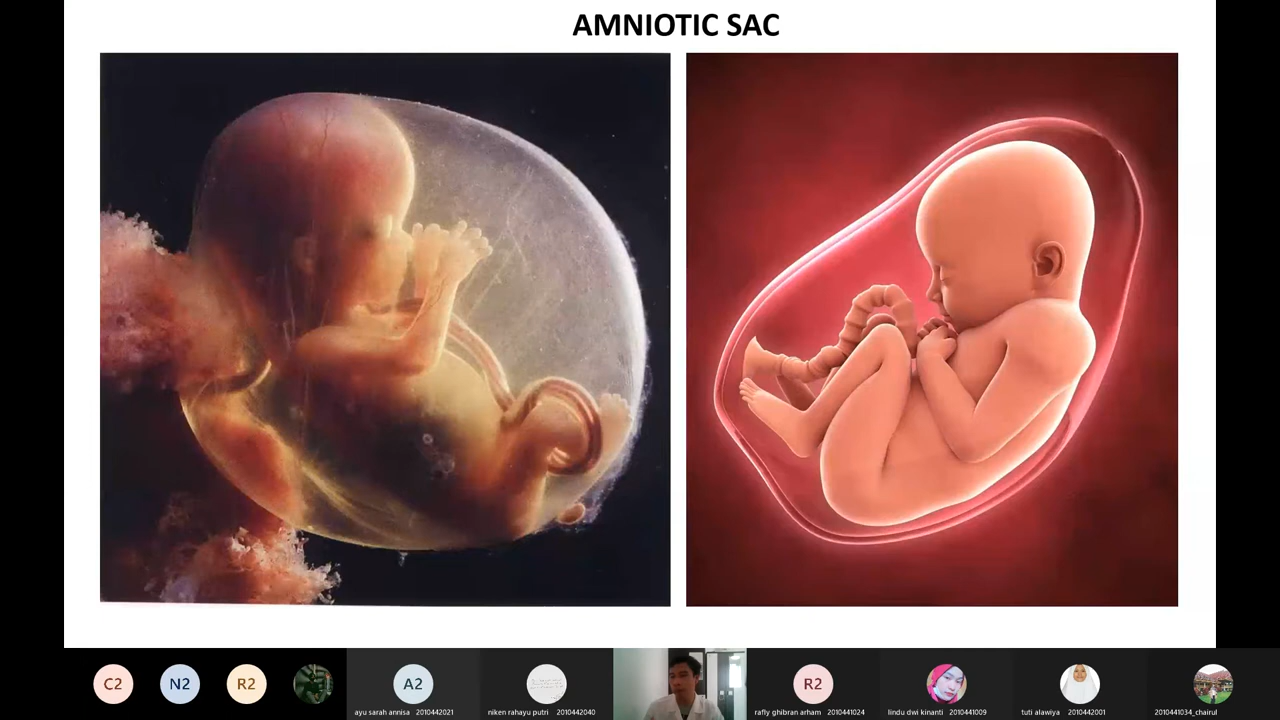 AMNIOTIC SAC
C2
N2
R2
A2
R2
ayu sarah annisa 2010442021
niken rahayu putri 2010442040
rafly ghibran arham 2010441024
lindu dwi kinanti 2010441009
tuti alawiya 2010442001
2010441034_chairul